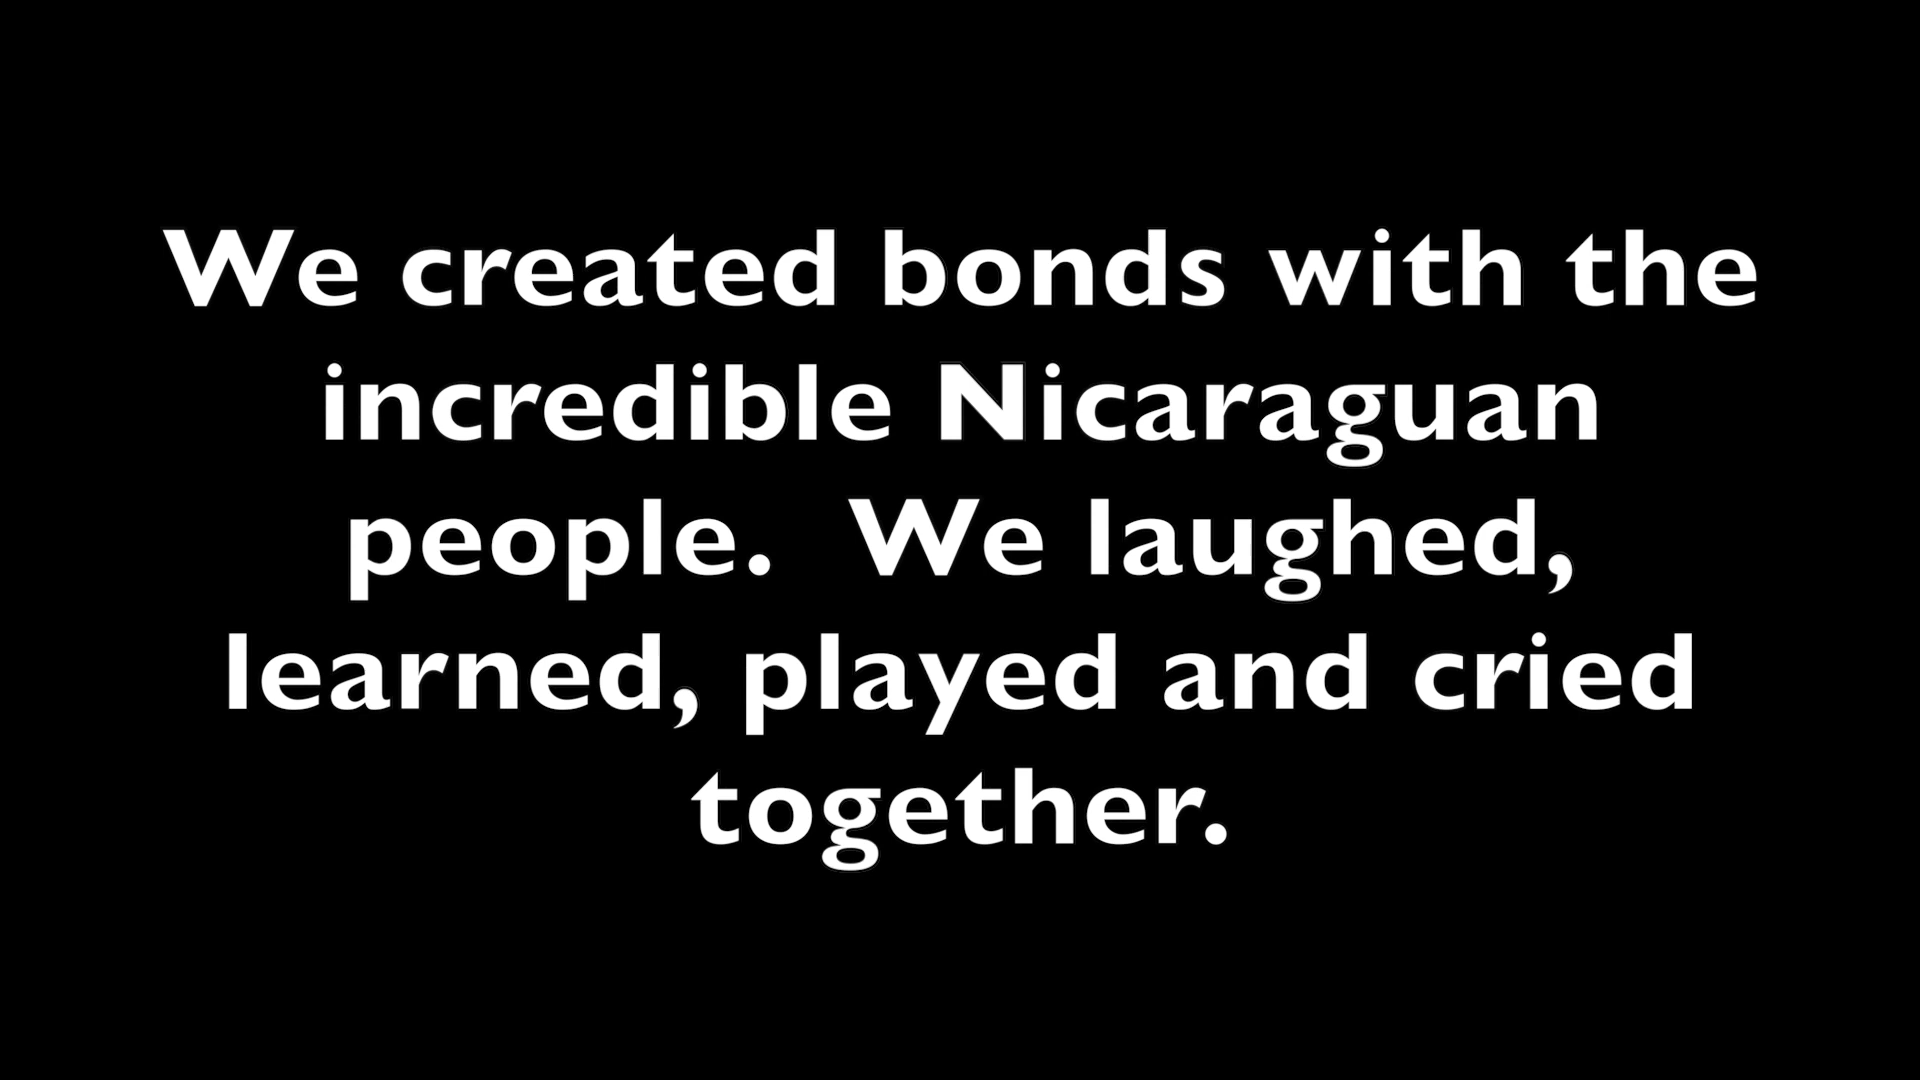 We created bonds with the
incredible Nicaraguan
people.  We laughed,
learned, played and cried
together.